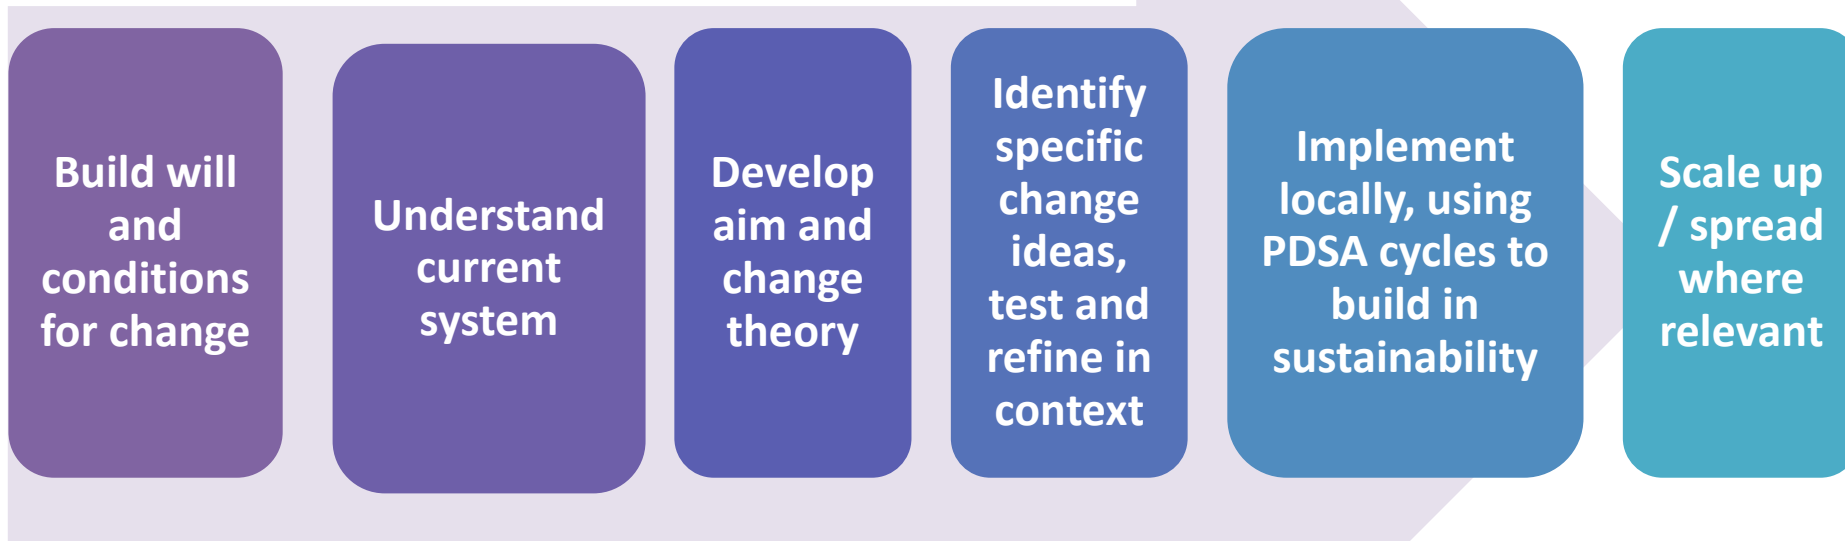 Build will
and
conditions
for change
Understand
current
system
Develop
aim and
change
theory
Identify
specific
change
ideas,
test and
refine in
context
Implement
locally, using
PDSA cycles to
build in
sustainability
Scale up
/ spread
where
relevant